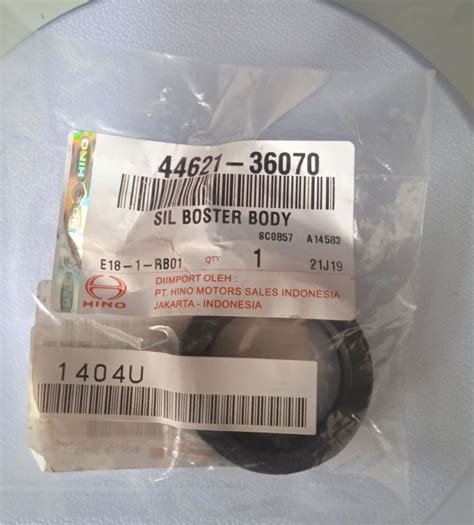 HINO
44621-36070
SIL BOSTER BODY
SC0857 A14583
E18-1-RB01 QTY 1 21J19
HINO
DIIMPORT OLEH :
PT. HINO MOTORS SALES INDONESIA
JAKARTA - INDONESIA
1404U